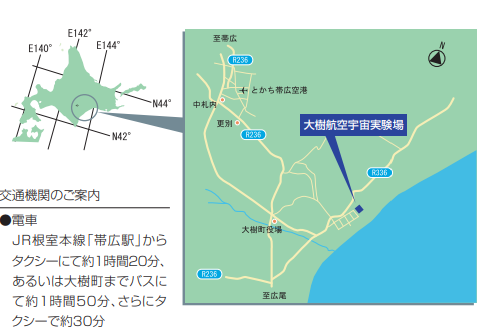 E140°
E142°
E144°
N44°
N42°
交通機関のご案内
●電車
JR根室本線「帯広駅」から
タクシーにて約1時間20分、
あるいは大樹町までバスに
て約1時間50分、さらにタ
クシーで約30分
至帯広
N
R236
とかち帯広空港
中札内
更別
R236
大樹航空宇宙実験場
R336
大樹町役場
R236
至広尾